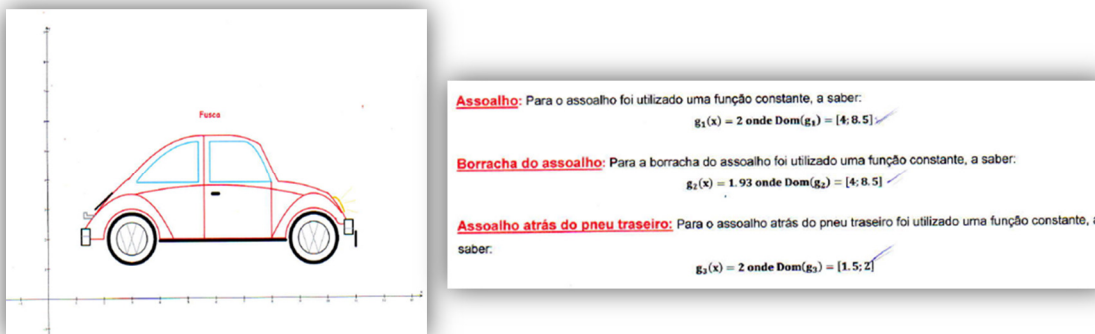 Fusca
Assoalho: Para o assoalho foi utilizado uma função constante, a saber:
g₁(x) = 2 onde Dom(g₁) = [4; 8.5]
Borracha do assoalho: Para a borracha do assoalho foi utilizado uma função constante, a saber:
g₂(x) = 1.93 onde Dom(g₂) = [4; 8.5]
Assoalho atrás do pneu traseiro: Para o assoalho atrás do pneu traseiro foi utilizado uma função constante, a
saber:
g₃(x) = 2 onde Dom(g₃) = [1.5; 2]